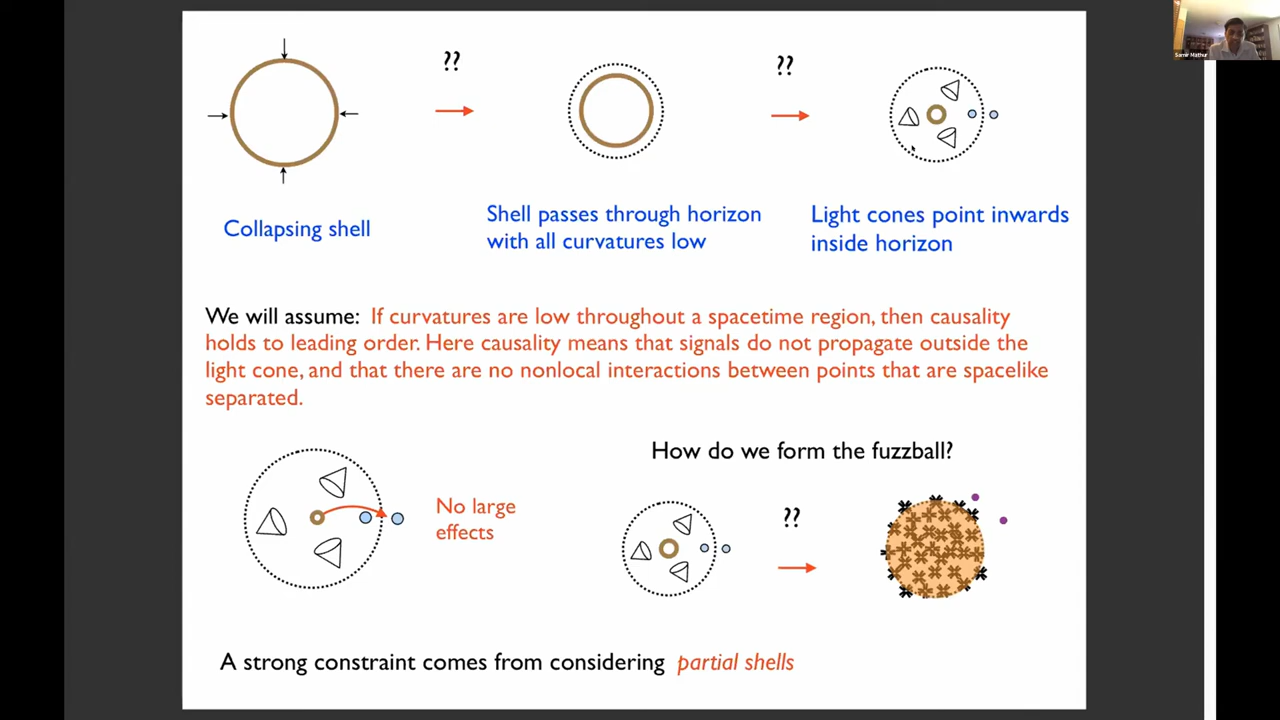 Samir Mathur
??
??
Collapsing shell
Shell passes through horizon
with all curvatures low
Light cones point inwards
inside horizon
We will assume: If curvatures are low throughout a spacetime region, then causality
holds to leading order. Here causality means that signals do not propagate outside the
light cone, and that there are no nonlocal interactions between points that are spacelike
separated.
How do we form the fuzzball?
No large
effects
??
A strong constraint comes from considering partial shells